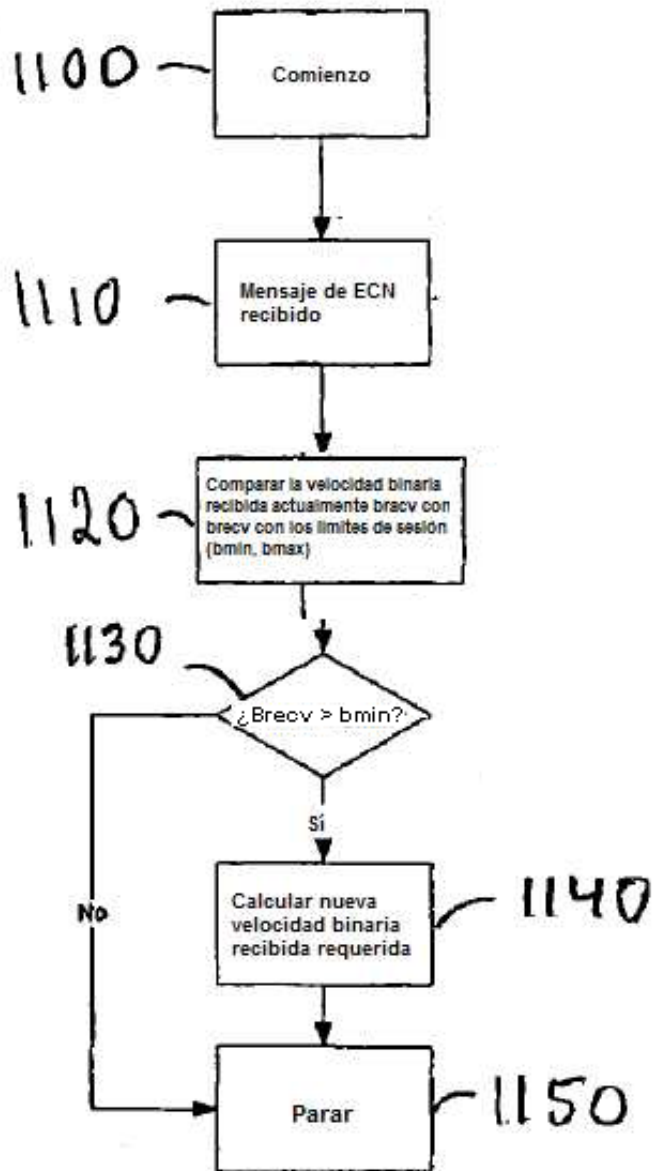 1100
Comienzo
1110
Mensaje de ECN
recibido
1120
Comparar la velocidad binaria
recibida actualmente bracv con
brecv con los límites de sesión
(bmin, bmax)
1130
¿Brecv > bmin?
Sí
No
Calcular nueva
velocidad binaria
recibida requerida
1140
Parar
1150